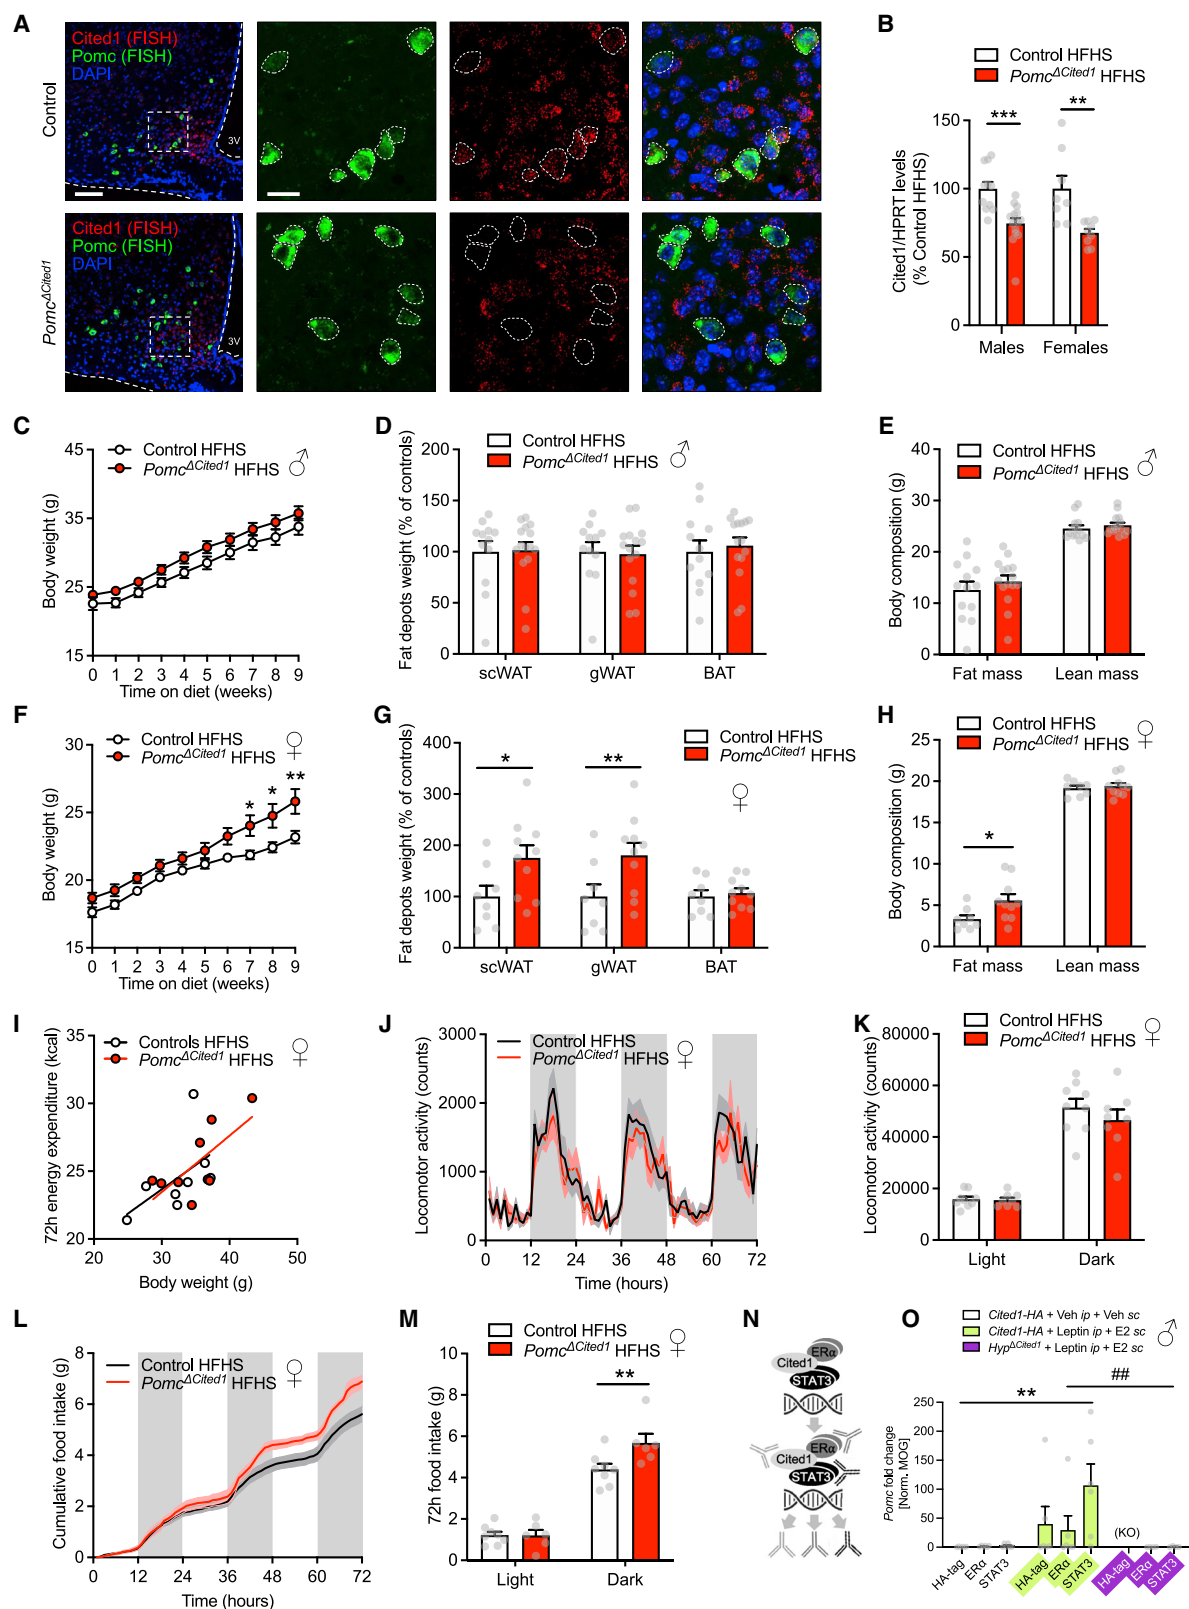 A
Control
Cited1 (FISH)
Pomc (FISH)
DAPI
3V
PomcΔCited1
Cited1 (FISH)
Pomc (FISH)
DAPI
3V
B
Control HFHS
PomcΔCited1 HFHS
Cited1/HPRT levels
(% Control HFHS)
150
100
50
0
***
**
Males Females
C
Control HFHS
PomcΔCited1 HFHS
♂
Body weight (g)
45
35
25
15
0 1 2 3 4 5 6 7 8 9
Time on diet (weeks)
D
Control HFHS
PomcΔCited1 HFHS
♂
Fat depots weight (% of controls)
200
150
100
50
0
scWAT gWAT BAT
E
Control HFHS
PomcΔCited1 HFHS
♂
Body composition (g)
40
30
20
10
0
Fat mass Lean mass
F
Control HFHS
PomcΔCited1 HFHS
♀
Body weight (g)
30
25
20
15
* * **
0 1 2 3 4 5 6 7 8 9
Time on diet (weeks)
G
Control HFHS
PomcΔCited1 HFHS
♀
Fat depots weight (% of controls)
400
300
200
100
0
* **
scWAT gWAT BAT
H
Control HFHS
PomcΔCited1 HFHS
♀
Body composition (g)
25
20
15
10
5
0
*
Fat mass Lean mass
I
Controls HFHS
PomcΔCited1 HFHS
♀
72h energy expenditure (kcal)
35
30
25
20
20 30 40 50
Body weight (g)
J
Control HFHS
PomcΔCited1 HFHS
♀
Locomotor activity (counts)
3000
2000
1000
0
0 12 24 36 48 60 72
Time (hours)
K
Control HFHS
PomcΔCited1 HFHS
♀
Locomotor activity (counts)
80000
60000
40000
20000
0
Light Dark
L
Control HFHS
PomcΔCited1 HFHS
♀
Cumulative food intake (g)
8
6
4
2
0
0 12 24 36 48 60 72
Time (hours)
M
Control HFHS
PomcΔCited1 HFHS
♀
72h food intake (g)
10
8
6
4
2
0
**
Light Dark
N
ERα
Cited1
STAT3
ERα
Cited1
STAT3
O
Cited1-HA + Veh ip + Veh sc
Cited1-HA + Leptin ip + E2 sc
HypΔCited1 + Leptin ip + E2 sc
♂
Pomc fold change
[Norm. MOG]
250
200
150
100
50
0
**
##
(KO)
HA-tag ERα STAT3 HA-tag ERα STAT3 HA-tag ERα STAT3